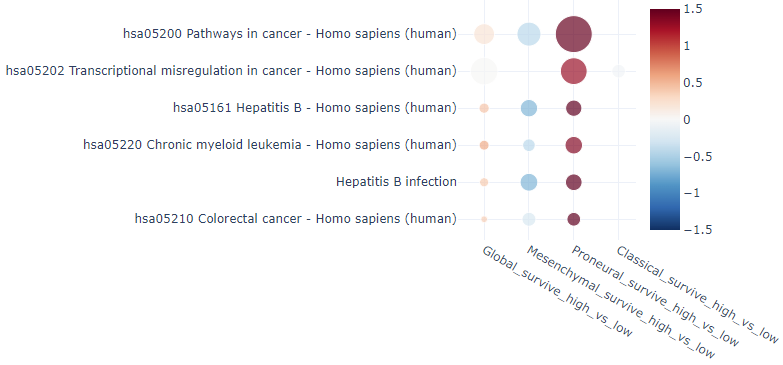 hsa05200 Pathways in cancer - Homo sapiens (human)
hsa05202 Transcriptional misregulation in cancer - Homo sapiens (human)
hsa05161 Hepatitis B - Homo sapiens (human)
hsa05220 Chronic myeloid leukemia - Homo sapiens (human)
Hepatitis B infection
hsa05210 Colorectal cancer - Homo sapiens (human)
Global_survive_high_vs_low
Mesenchymal_survive_high_vs_low
Proneural_survive_high_vs_low
Classical_survive_high_vs_low
1.5
1
0.5
0
−0.5
−1
−1.5